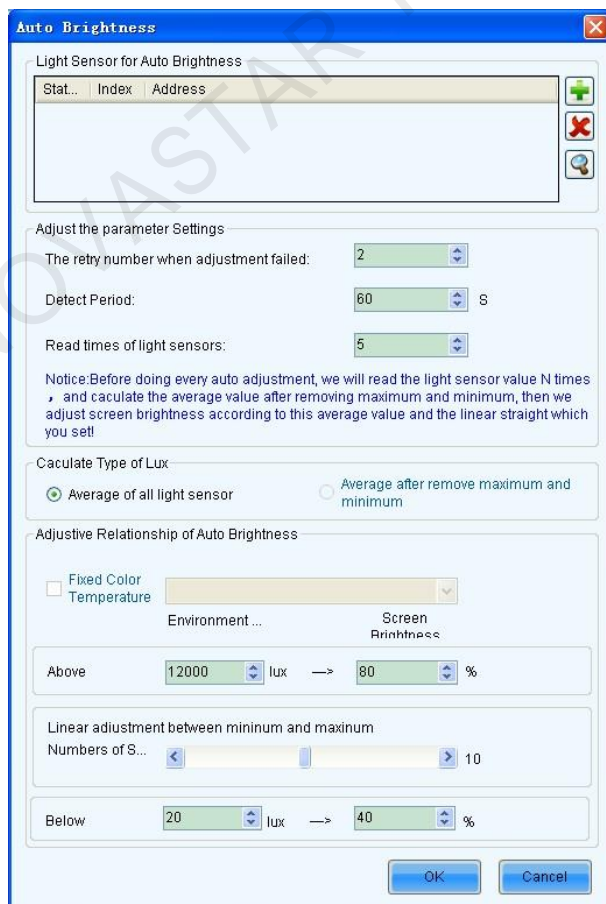 Auto Brightness
Light Sensor for Auto Brightness
Stat... Index Address
Adjust the parameter Settings
The retry number when adjustment failed: 2
Detect Period: 60 S
Read times of light sensors: 5
Notice:Before doing every auto adjustment, we will read the light sensor value N times
, and caculate the average value after removing maximum and minimum, then we
adjust screen brightness according to this average value and the linear straight which
you set!
Caculate Type of Lux
Average of all light sensor
Average after remove maximum and
minimum
Adjustive Relationship of Auto Brightness
Fixed Color
Temperature
Environment ... Screen
Brightness
Above 12000 lux —> 80 %
Linear adiustment between mininum and maxinum
Numbers of S... 10
Below 20 lux —> 40 %
OK Cancel
NOVASTAR